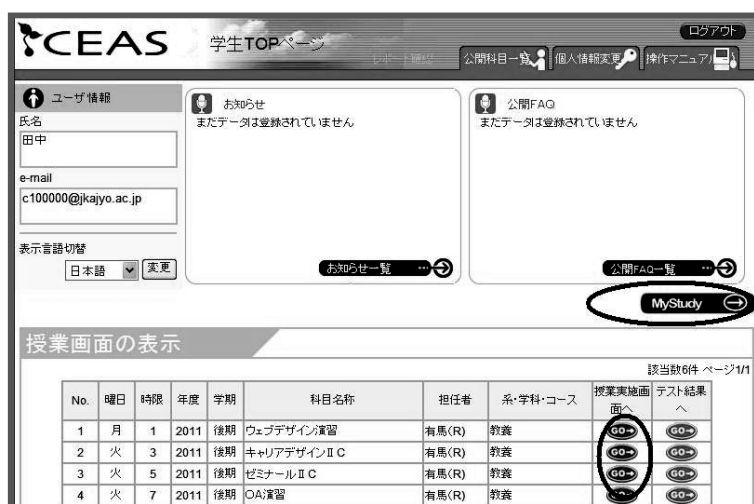 CEAS
学生TOPページ
ログアウト
公開科目一覧
個人情報変更
操作マニュアル
ユーザ情報
氏名
田中
e-mail
c100000@jkajyo.ac.jp
表示言語切替
日本語
変更
お知らせ
まだデータは登録されていません
お知らせ一覧
公開FAQ
まだデータは登録されていません
公開FAQ一覧
MyStudy
授業画面の表示
該当数6件 ページ1/1
No. 曜日 時限 年度 学期 科目名称 担任者 系・学科・コース 授業実施画面へ テスト結果へ
1 月 1 2011 後期 ウェブデザイン演習 有馬(R) 教義 GO GO
2 火 3 2011 後期 キャリアデザインⅡC 有馬(R) 教義 GO GO
3 火 5 2011 後期 ゼミナールⅡC 有馬(R) 教義 GO GO
4 火 7 2011 後期 OA演習 有馬(R) 教義 GO GO